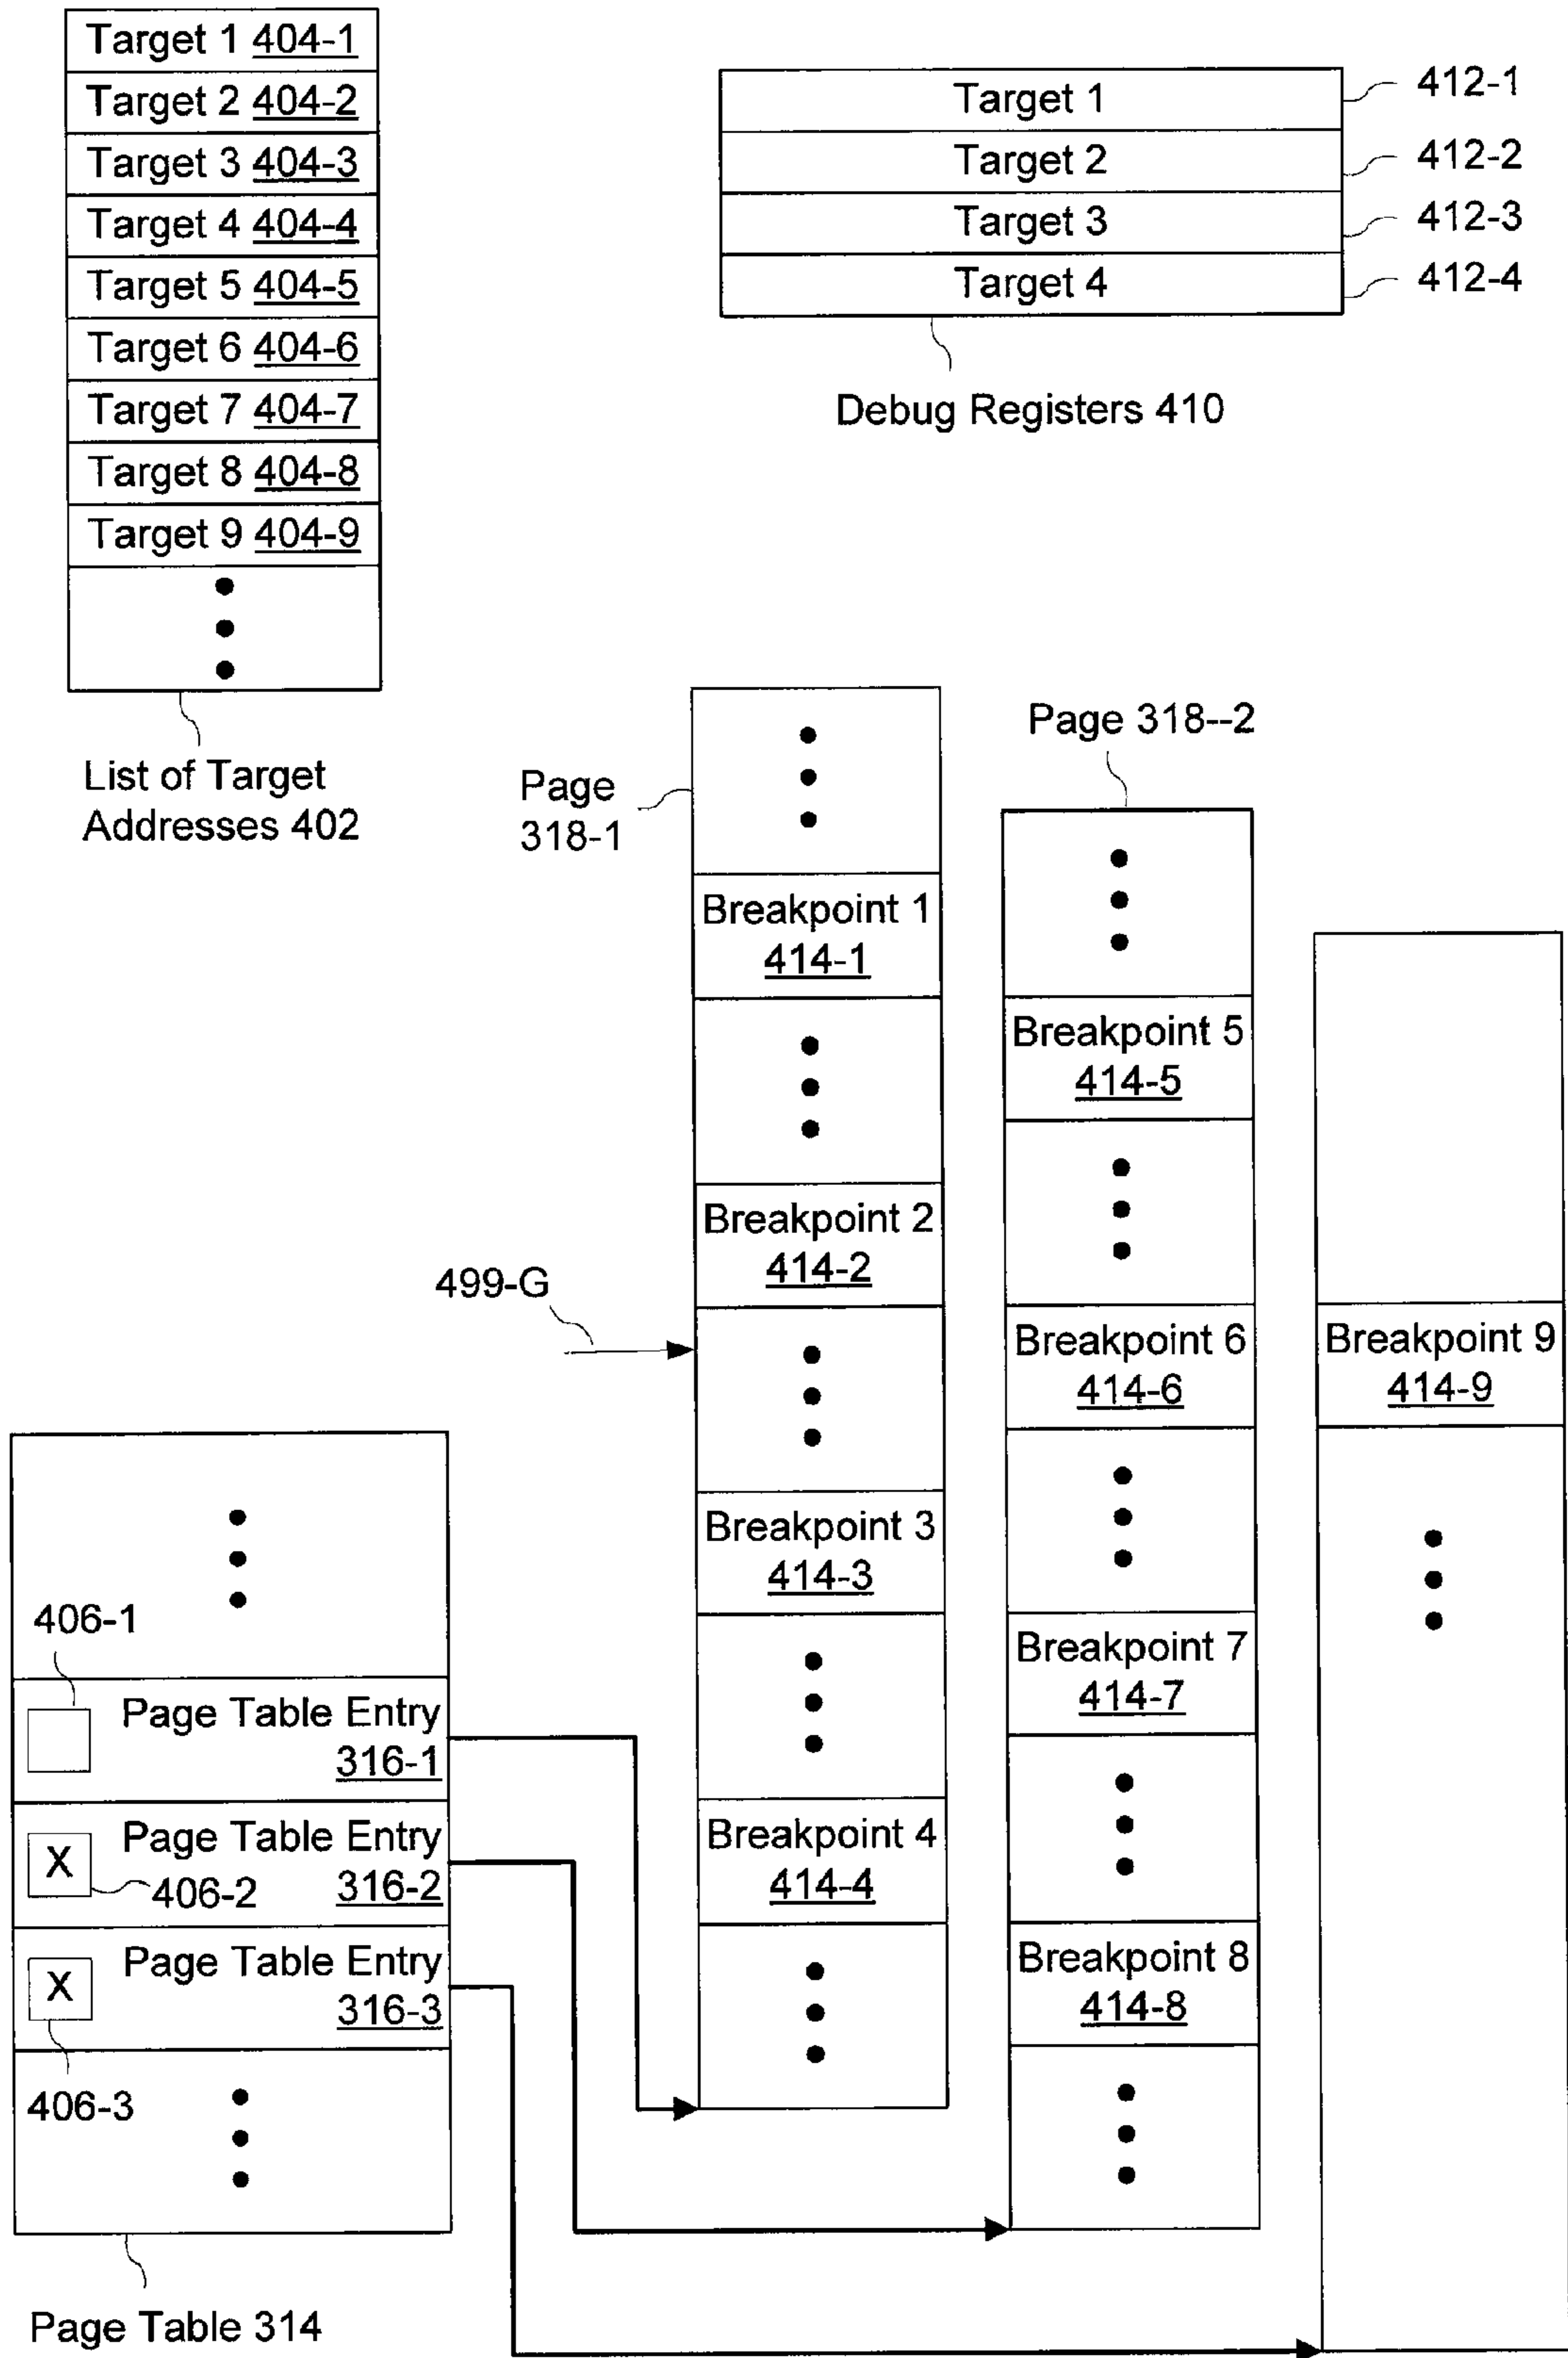 Target 1 404-1
Target 2 404-2
Target 3 404-3
Target 4 404-4
Target 5 404-5
Target 6 404-6
Target 7 404-7
Target 8 404-8
Target 9 404-9
List of Target
Addresses 402
Target 1
412-1
Target 2
412-2
Target 3
412-3
Target 4
412-4
Debug Registers 410
Page
318-1
Breakpoint 1
414-1
Breakpoint 2
414-2
499-G
Breakpoint 3
414-3
Breakpoint 4
414-4
Page 318--2
Breakpoint 5
414-5
Breakpoint 6
414-6
Breakpoint 7
414-7
Breakpoint 8
414-8
Breakpoint 9
414-9
406-1
Page Table Entry
316-1
X
Page Table Entry
406-2
316-2
X
Page Table Entry
316-3
406-3
Page Table 314